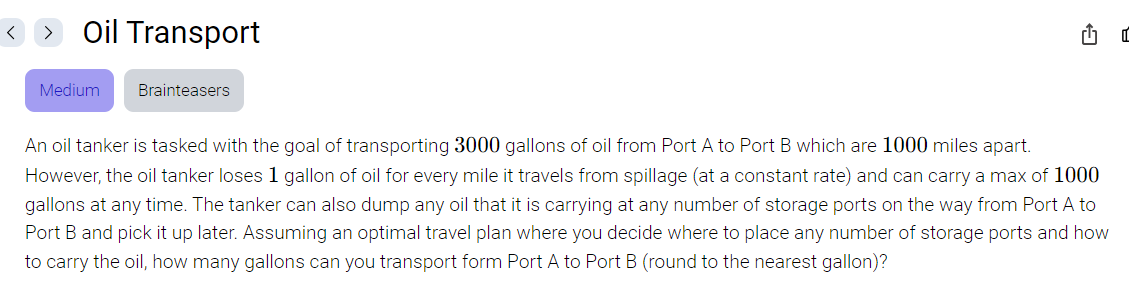 Oil Transport
Medium Brainteasers
An oil tanker is tasked with the goal of transporting 3000 gallons of oil from Port A to Port B which are 1000 miles apart.
However, the oil tanker loses 1 gallon of oil for every mile it travels from spillage (at a constant rate) and can carry a max of 1000
gallons at any time. The tanker can also dump any oil that it is carrying at any number of storage ports on the way from Port A to
Port B and pick it up later. Assuming an optimal travel plan where you decide where to place any number of storage ports and how
to carry the oil, how many gallons can you transport form Port A to Port B (round to the nearest gallon)?